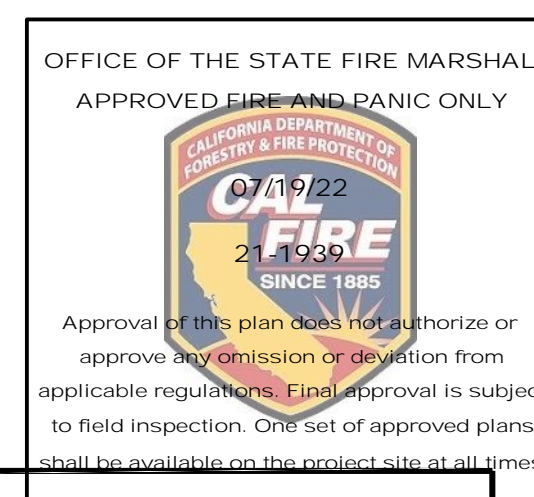 OFFICE OF THE STATE FIRE MARSHAL
APPROVED FIRE AND PANIC ONLY
CALIFORNIA DEPARTMENT OF
FORESTRY & FIRE PROTECTION
07/19/22
CAL
FIRE
21-1939
SINCE 1885
Approval of this plan does not authorize or
approve any omission or deviation from
applicable regulations. Final approval is subjec
to field inspection. One set of approved plans
shall be available on the project site at all times